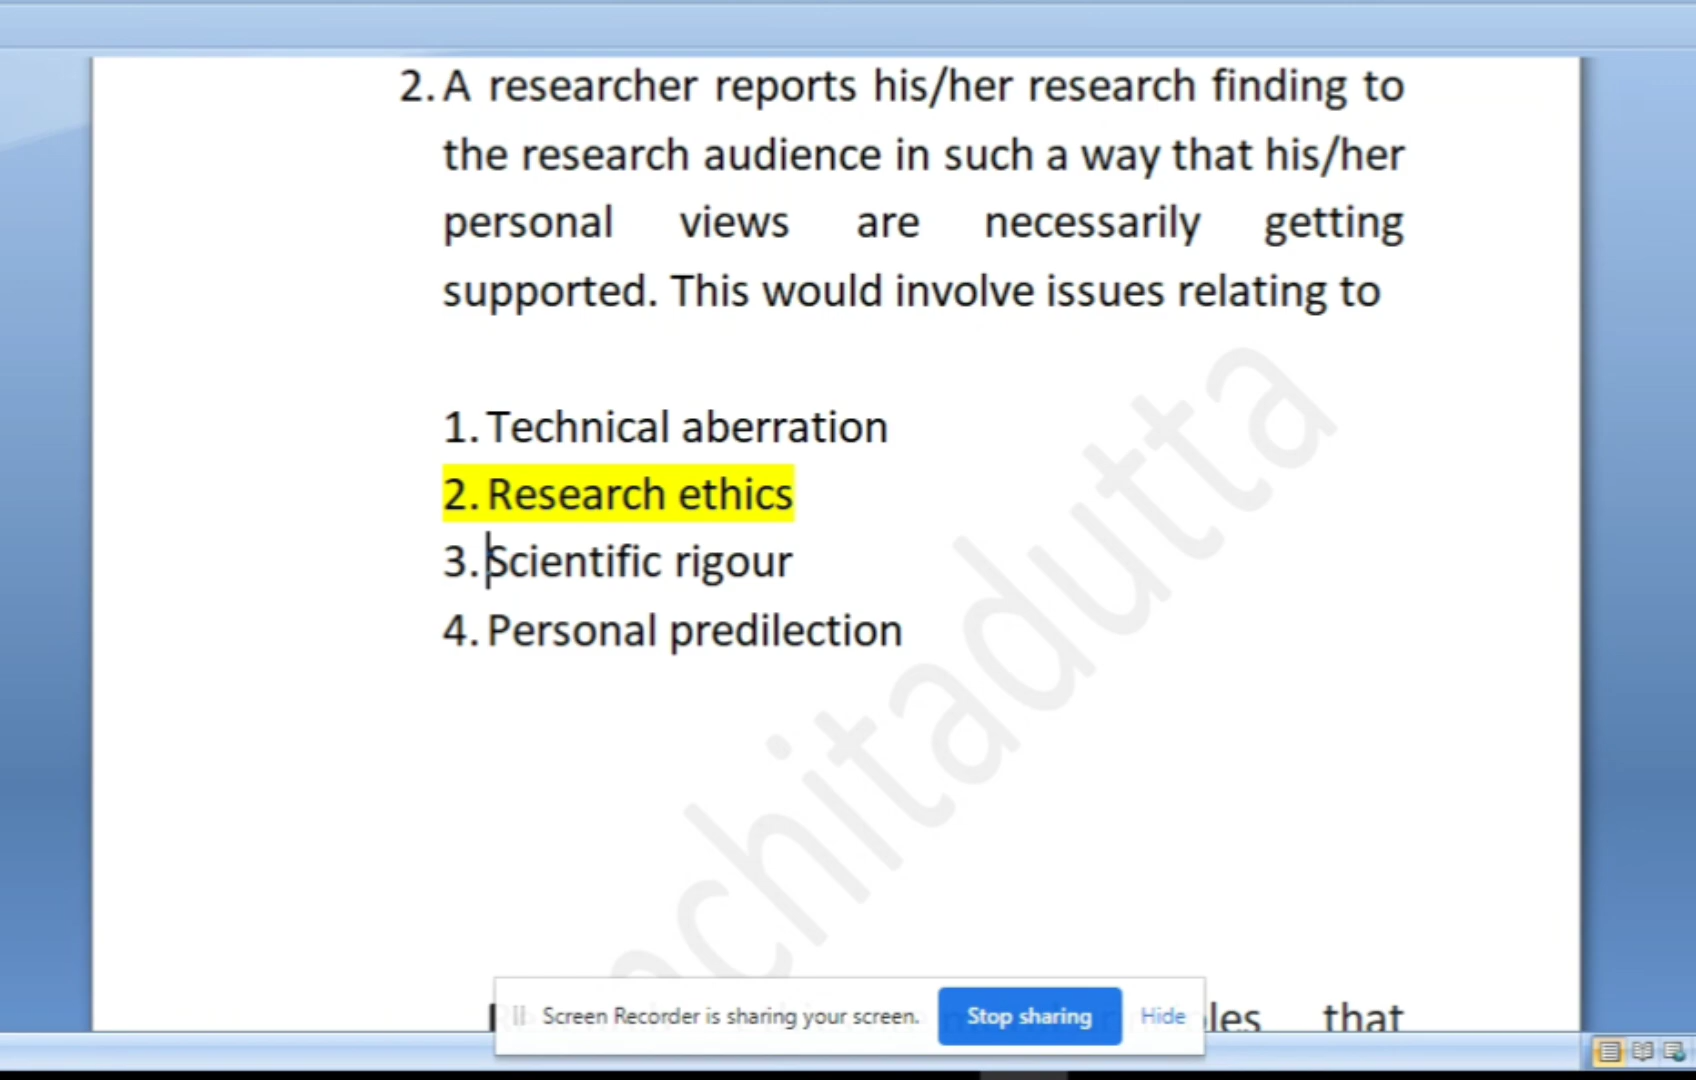 2. A researcher reports his/her research finding to
the research audience in such a way that his/her
personal views are necessarily getting
supported. This would involve issues relating to
1. Technical aberration
2. Research ethics
3. Scientific rigour
4. Personal predilection
chitadutta
Screen Recorder is sharing your screen. Stop sharing Hide
that